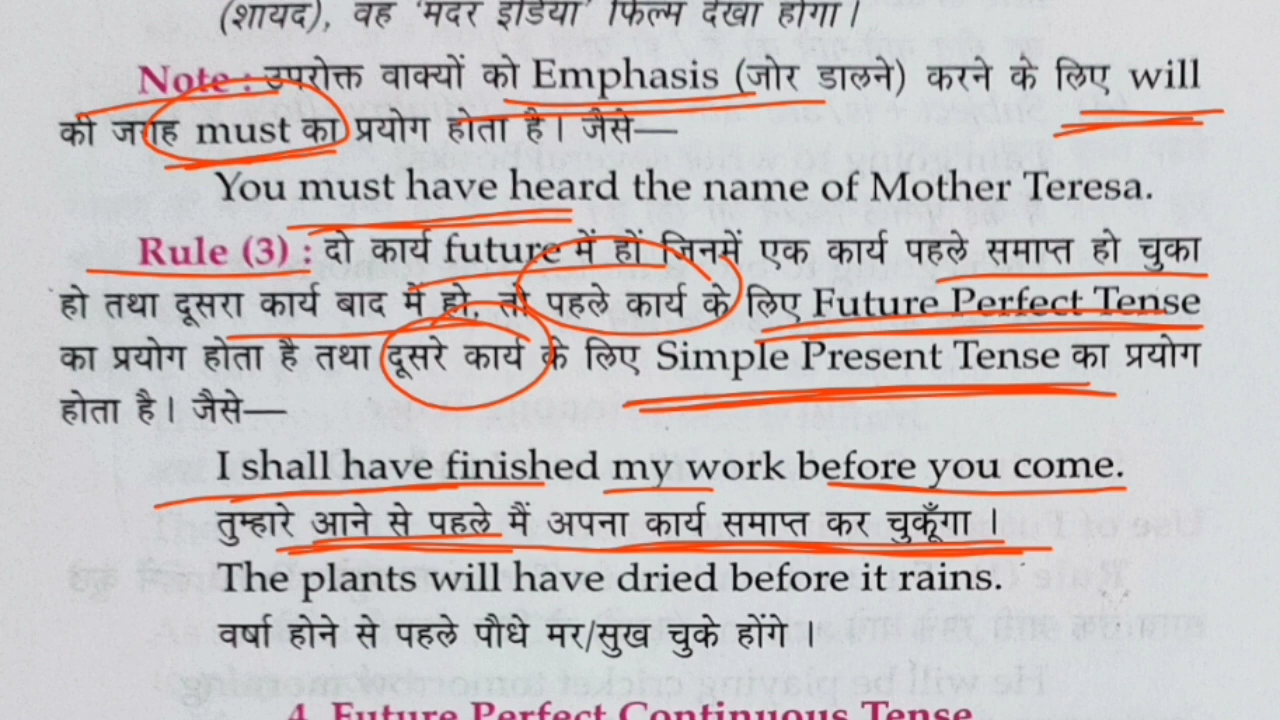 (शायद), वह 'मदर इंडिया' फिल्म देखा होगा।
Note : उपरोक्त वाक्यों को Emphasis (जोर डालने) करने के लिए will
की जगह must का प्रयोग होता है। जैसे—
You must have heard the name of Mother Teresa.
Rule (3) : दो कार्य future में हों जिनमें एक कार्य पहले समाप्त हो चुका
हो तथा दूसरा कार्य बाद में हो, तो पहले कार्य के लिए Future Perfect Tense
का प्रयोग होता है तथा दूसरे कार्य के लिए Simple Present Tense का प्रयोग
होता है। जैसे—
I shall have finished my work before you come.
तुम्हारे आने से पहले मैं अपना कार्य समाप्त कर चुकूँगा ।
The plants will have dried before it rains.
वर्षा होने से पहले पौधे मर/सुख चुके होंगे ।
4. Future Perfect Continuous Tense